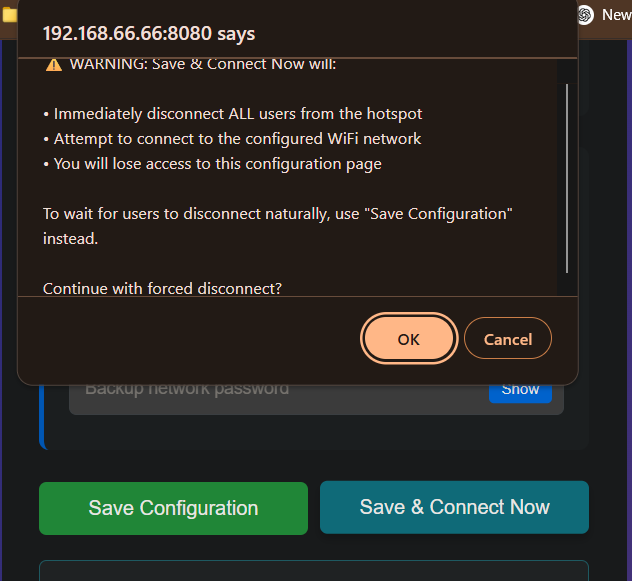 New
192.168.66.66:8080 says
⚠️ WARNING: Save & Connect Now will:
• Immediately disconnect ALL users from the hotspot
• Attempt to connect to the configured WiFi network
• You will lose access to this configuration page
To wait for users to disconnect naturally, use "Save Configuration"
instead.
Continue with forced disconnect?
OK
Cancel
Backup network password
Show
Save Configuration
Save & Connect Now